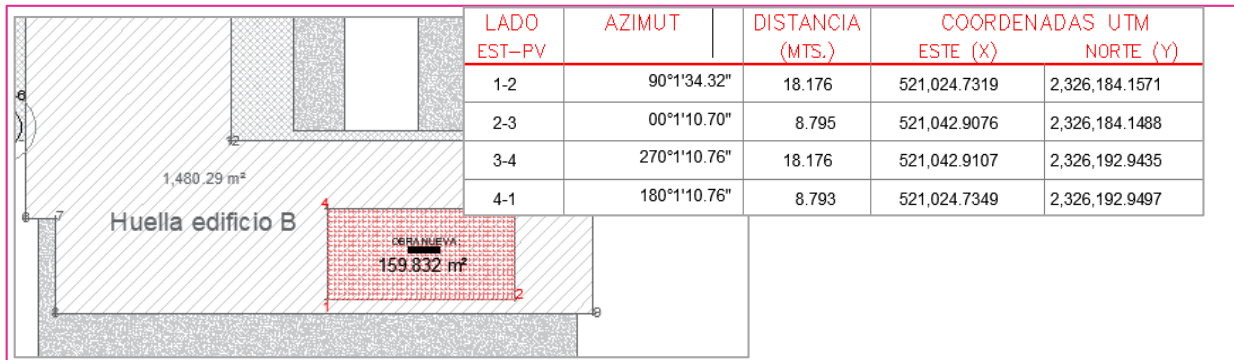 LADO AZIMUT DISTANCIA COORDENADAS UTM
EST-PV (MTS.) ESTE (X) NORTE (Y)
1-2 90°1'34.32" 18.176 521,024.7319 2,326,184.1571
2-3 00°1'10.70" 8.795 521,042.9076 2,326,184.1488
3-4 270°1'10.76" 18.176 521,042.9107 2,326,192.9435
4-1 180°1'10.76" 8.793 521,024.7349 2,326,192.9497
12
1,480.29 m²
Huella edificio B
7
4
OBRA NUEVA
159.832 m²
1
2
9